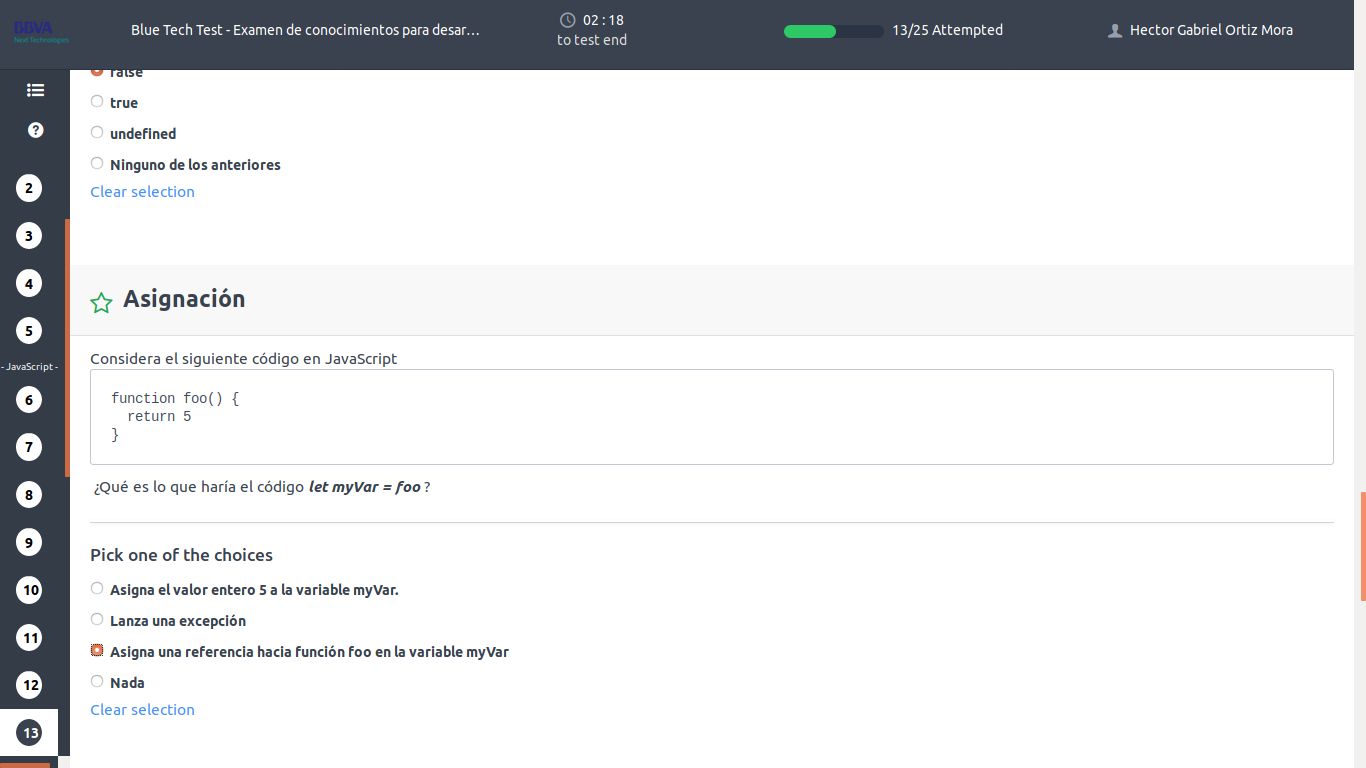 BBVA
Next Technologies
Blue Tech Test - Examen de conocimientos para desar...
02 : 18
to test end
13/25 Attempted
Hector Gabriel Ortiz Mora
false
true
undefined
Ninguno de los anteriores
Clear selection
2
3
4
5
- JavaScript -
6
7
8
9
10
11
12
13
Asignación
Considera el siguiente código en JavaScript
function foo() {
  return 5
}
¿Qué es lo que haría el código let myVar = foo ?
Pick one of the choices
Asigna el valor entero 5 a la variable myVar.
Lanza una excepción
Asigna una referencia hacia función foo en la variable myVar
Nada
Clear selection